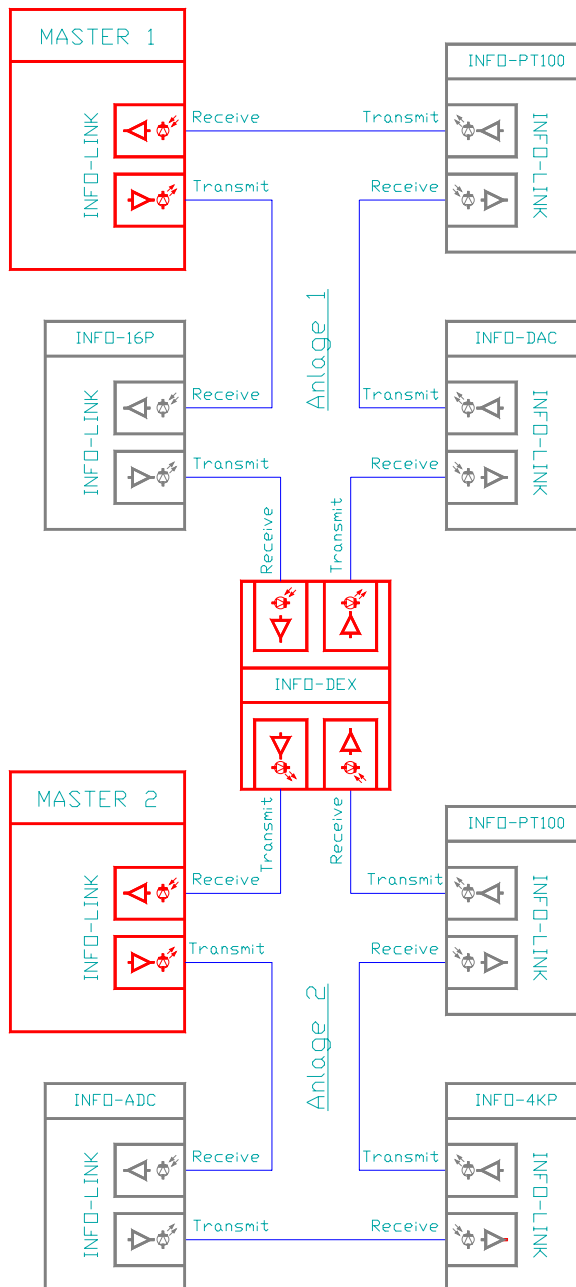 MASTER 1
INFO-PT100
Receive
Transmit
INFO-LINK
INFO-LINK
Transmit
Receive
Anlage 1
INFO-16P
INFO-DAC
Receive
Transmit
INFO-LINK
INFO-LINK
Transmit
Receive
Receive
Transmit
INFO-DEX
MASTER 2
Transmit
Receive
INFO-PT100
Receive
Transmit
INFO-LINK
INFO-LINK
Transmit
Receive
Anlage 2
INFO-ADC
INFO-4KP
Receive
Transmit
INFO-LINK
INFO-LINK
Transmit
Receive